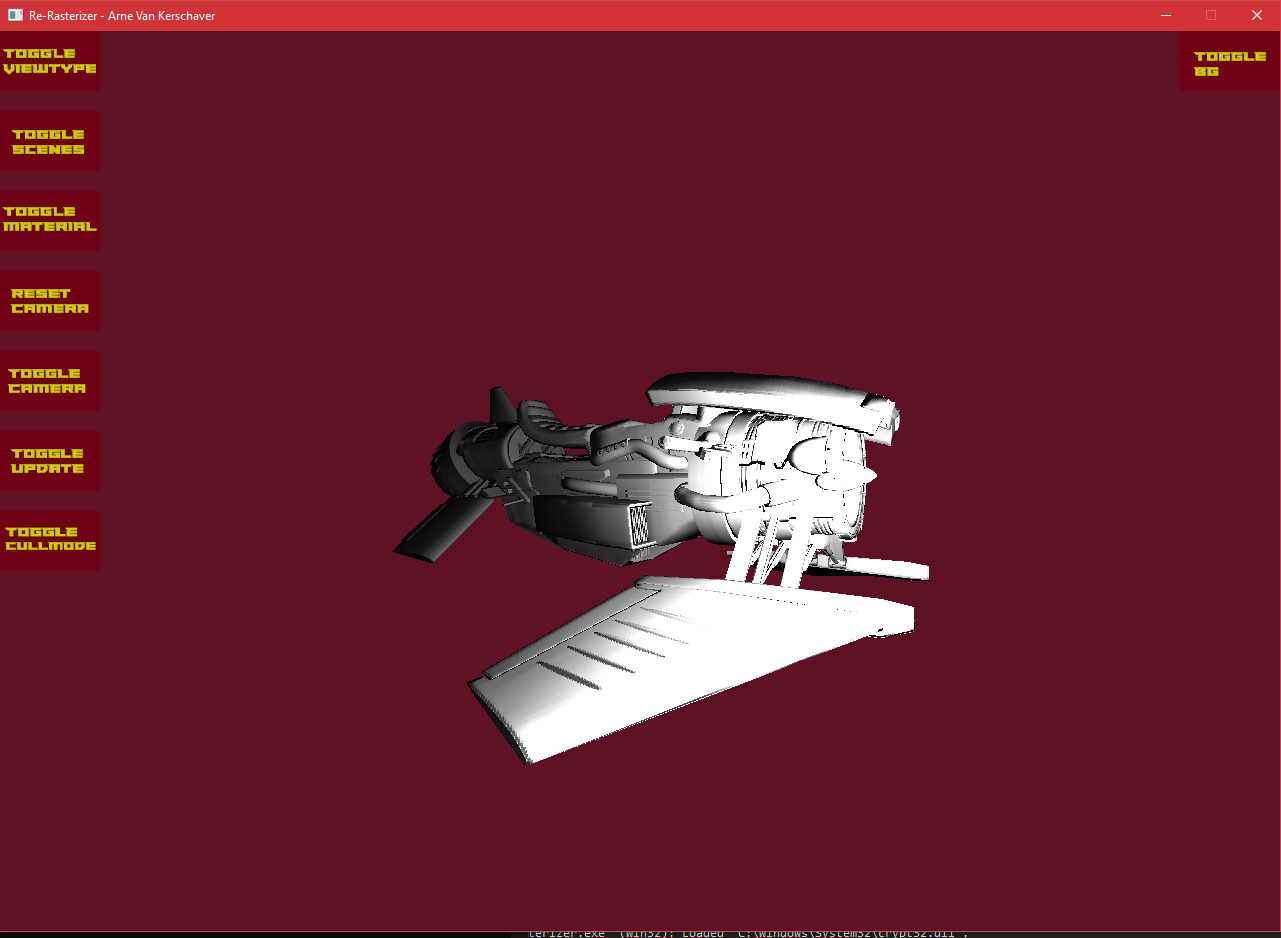 Re-Rasterizer - Arne Van Kerschaver
TOGGLE
VIEWTYPE
TOGGLE
BG
TOGGLE
SCENES
TOGGLE
MATERIAL
RESET
CAMERA
TOGGLE
CAMERA
TOGGLE
UPDATE
TOGGLE
CULLMODE
terizer.exe' (Win32): Loaded 'C:\Windows\System32\crypt32.dll'.